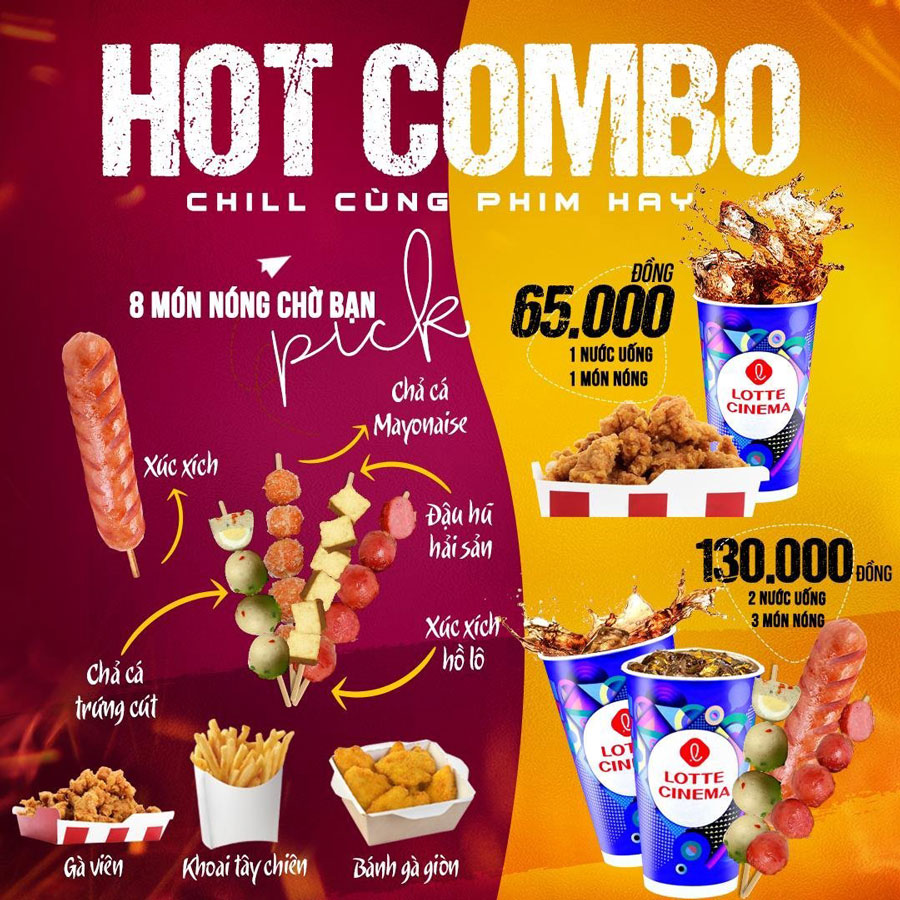 HOT COMBO
CHILL CÙNG PHIM HAY
8 MÓN NÓNG CHỜ BẠN
pick
Chả cá
Mayonaise
Xúc xích
Đậu hũ
hải sản
Xúc xích
hồ lô
Chả cá
trứng cút
Gà viên
Khoai tây chiên
Bánh gà giòn
ĐỒNG
65.000
1 NƯỚC UỐNG
1 MÓN NÓNG
LOTTE
CINEMA
130.000 ĐỒNG
2 NƯỚC UỐNG
3 MÓN NÓNG
LOT
CINE
LOTTE
CINEMA